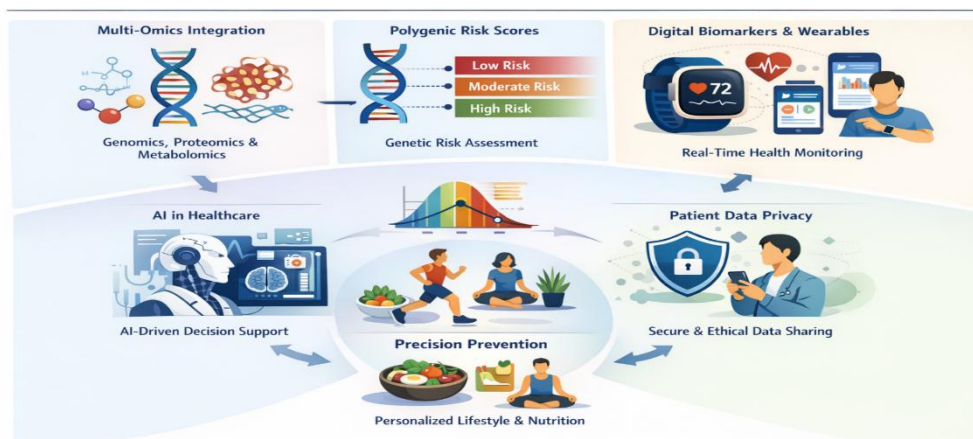 Multi-Omics Integration
Genomics, Proteomics &
Metabolomics
Polygenic Risk Scores
Low Risk
Moderate Risk
High Risk
Genetic Risk Assessment
Digital Biomarkers & Wearables
72
Real-Time Health Monitoring
AI in Healthcare
AI-Driven Decision Support
Patient Data Privacy
Secure & Ethical Data Sharing
Precision Prevention
Personalized Lifestyle & Nutrition